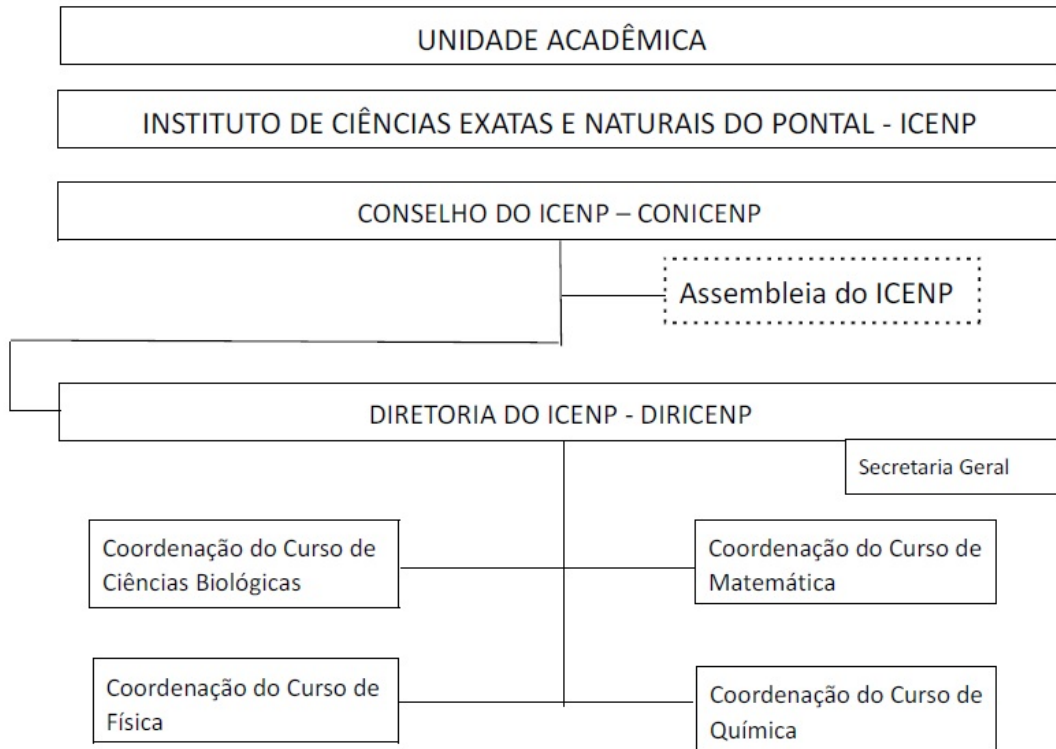 UNIDADE ACADÊMICA
INSTITUTO DE CIÊNCIAS EXATAS E NATURAIS DO PONTAL - ICENP
CONSELHO DO ICENP – CONICENP
Assembleia do ICENP
DIRETORIA DO ICENP - DIRICENP
Secretaria Geral
Coordenação do Curso de
Ciências Biológicas
Coordenação do Curso de
Matemática
Coordenação do Curso de
Física
Coordenação do Curso de
Química